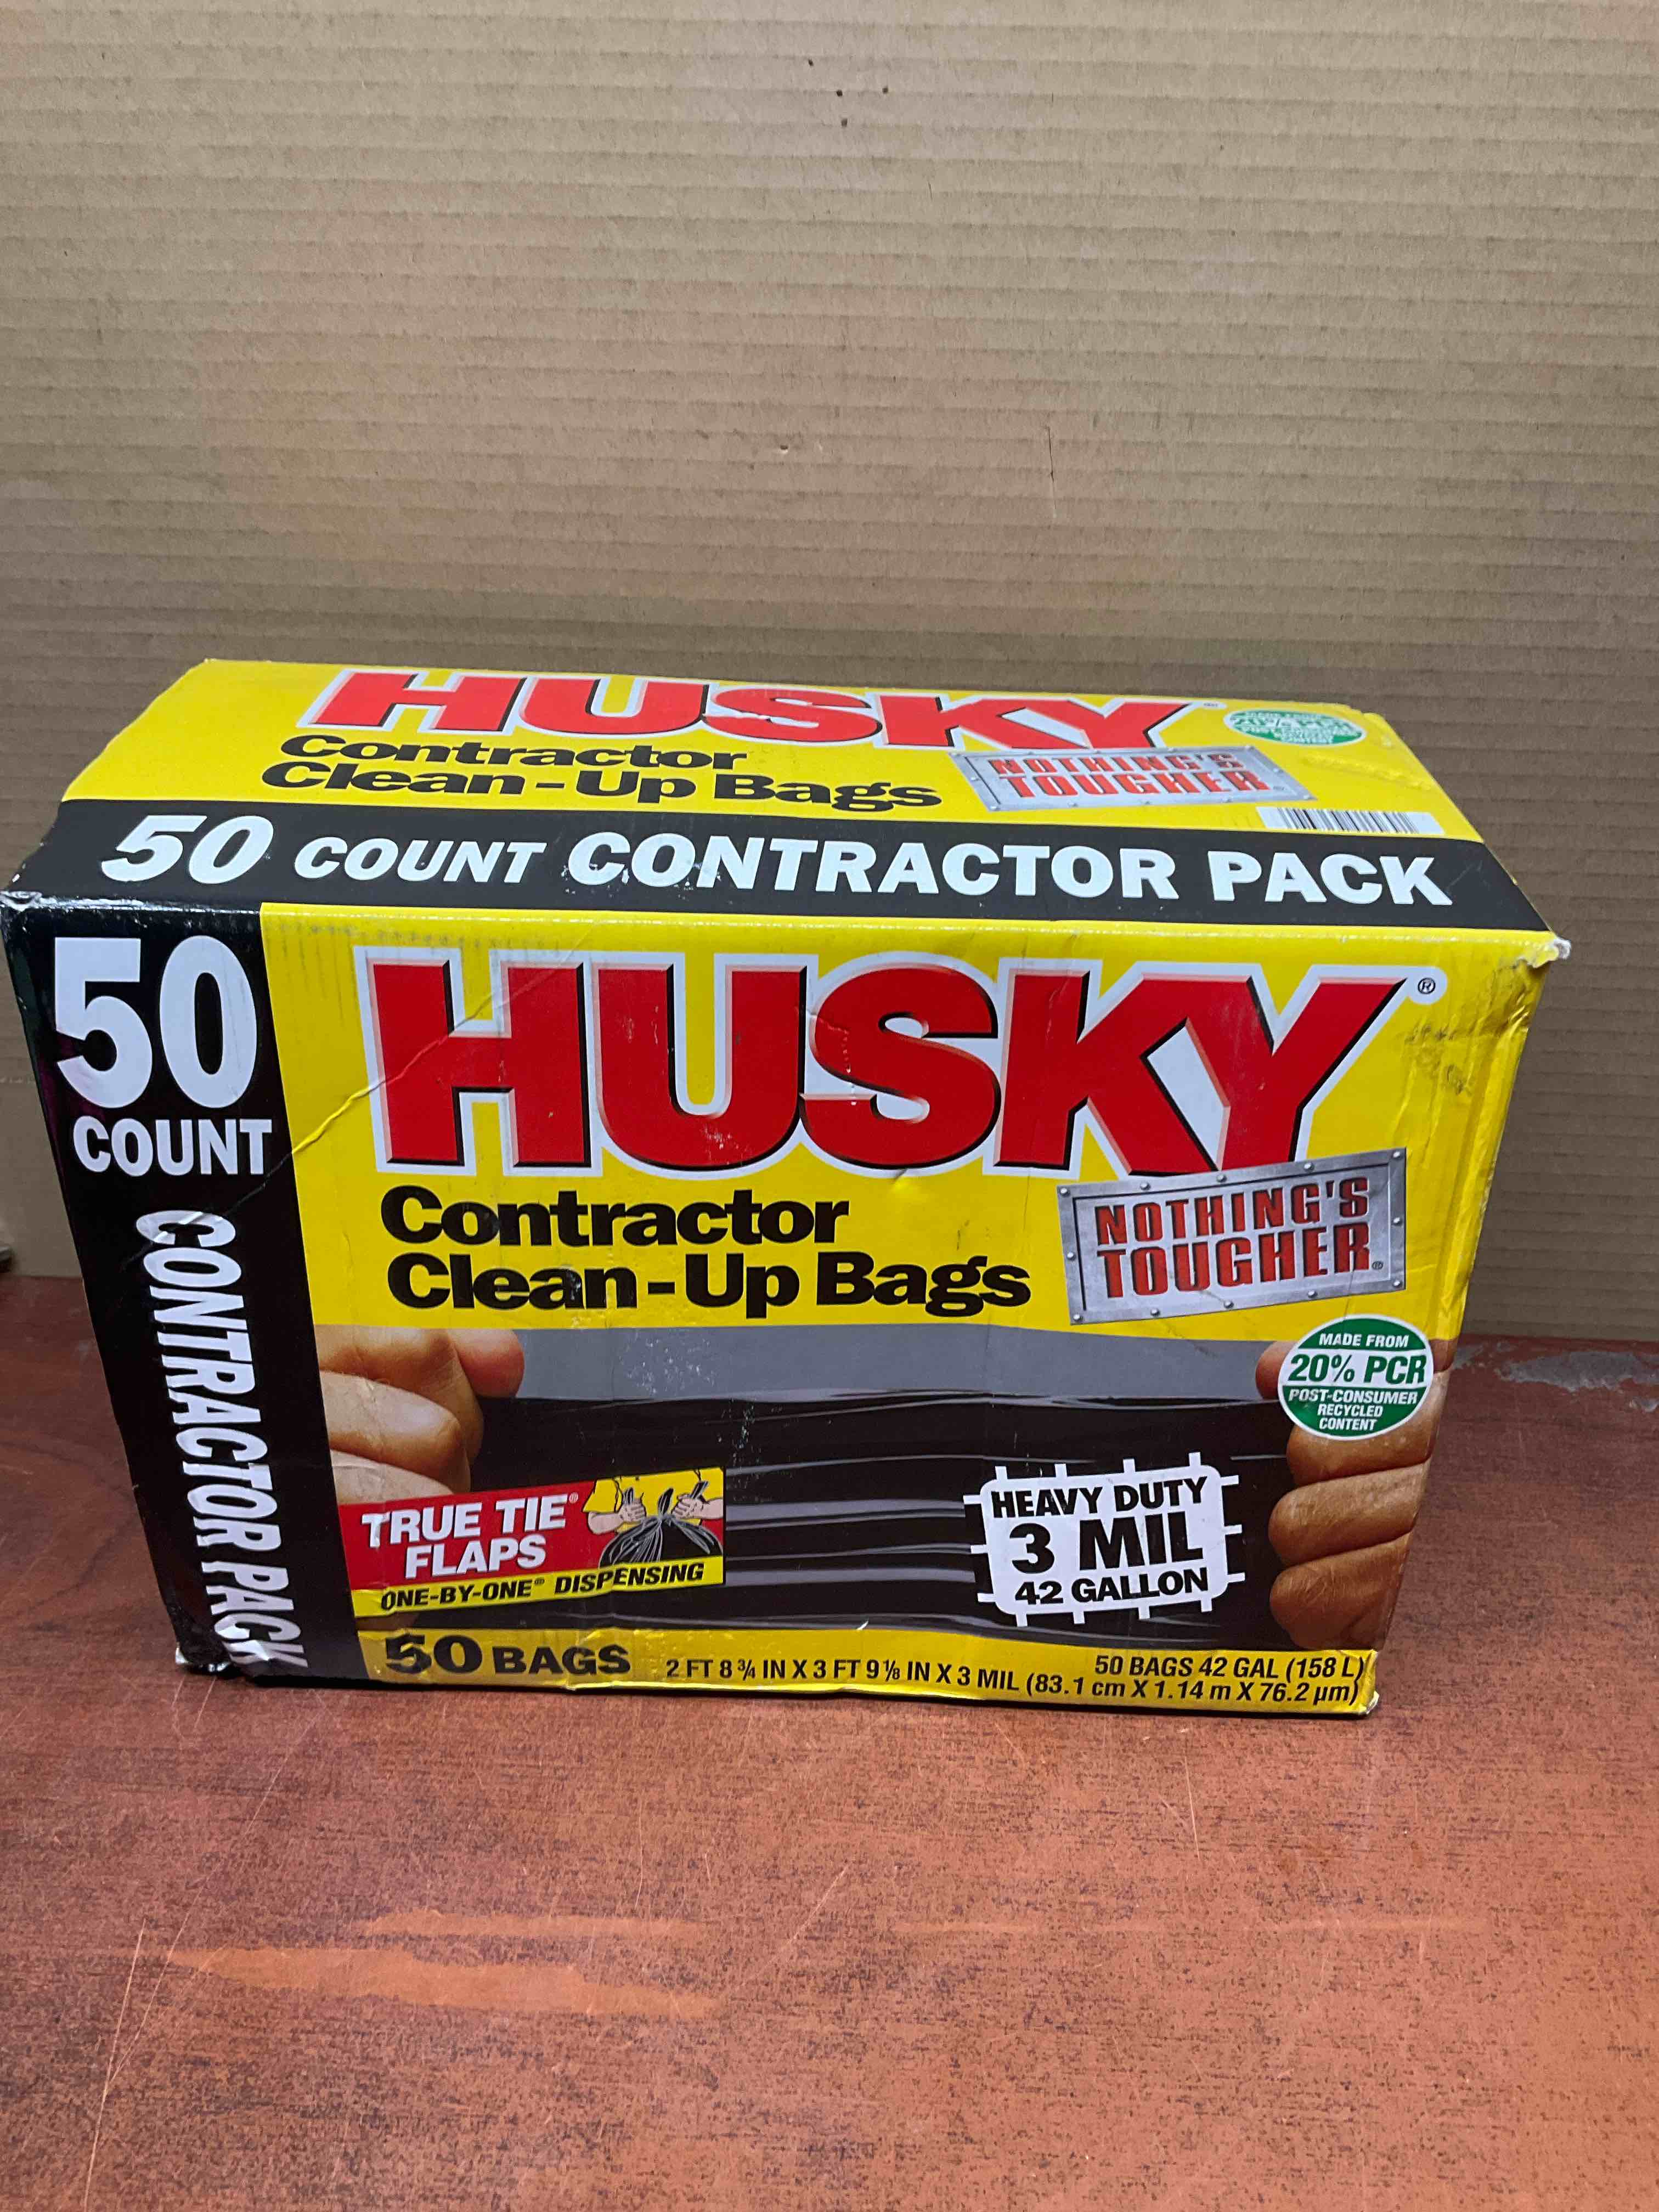 HUSKY
Contractor
Clean-Up Bags
NOTHING'S
TOUGHER®
50 COUNT CONTRACTOR PACK
50
COUNT
CONTRACTOR PACK
HUSKY®
Contractor
Clean-Up Bags
NOTHING'S
TOUGHER®
MADE FROM
20% PCR
POST-CONSUMER
RECYCLED
CONTENT
TRUE TIE®
FLAPS
ONE-BY-ONE® DISPENSING
HEAVY DUTY
3 MIL
42 GALLON
50 BAGS
50 BAGS 42 GAL (158 L)
2 FT 8 ¾ IN X 3 FT 9 ⅛ IN X 3 MIL (83.1 cm X 1.14 m X 76.2 µm)